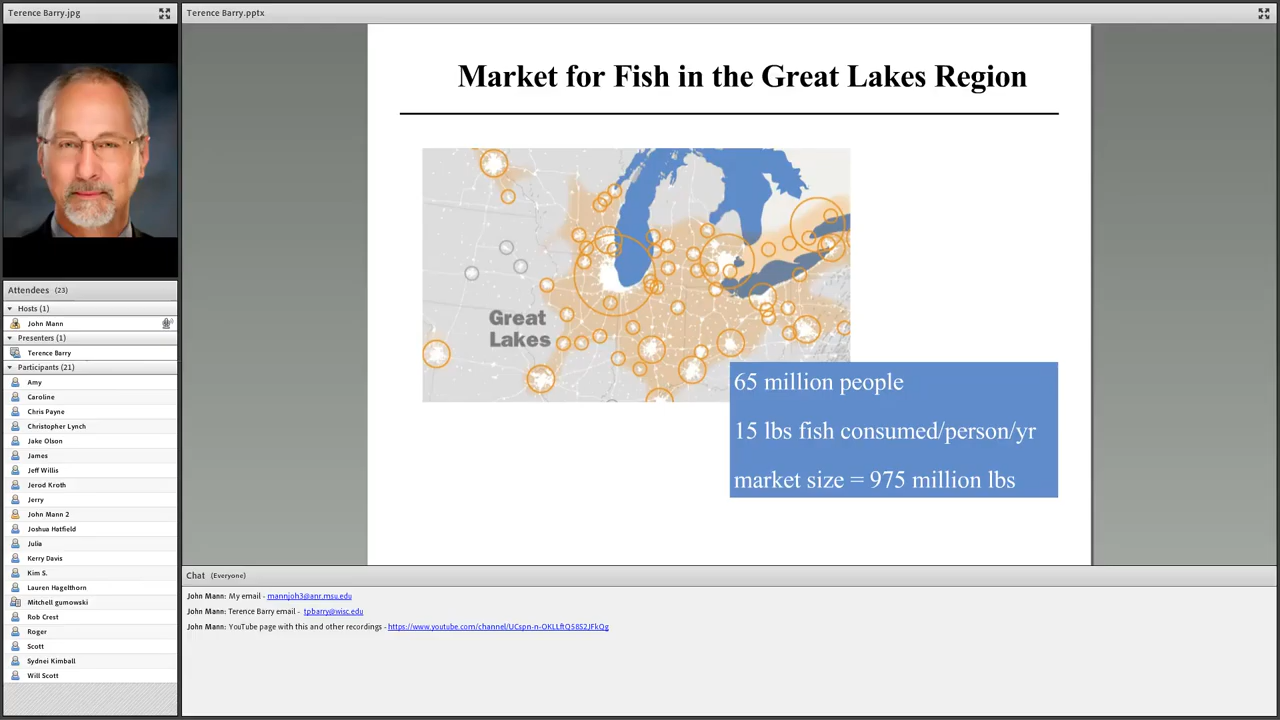 Terence Barry.jpg
Terence Barry.pptx
Market for Fish in the Great Lakes Region
Great
Lakes
65 million people
15 lbs fish consumed/person/yr
market size = 975 million lbs
Attendees (23)
Hosts (1)
John Mann
Presenters (1)
Terence Barry
Participants (21)
Amy
Caroline
Chris Payne
Christopher Lynch
Jake Olson
James
Jeff Willis
Jerod Kroth
Jerry
John Mann 2
Joshua Hatfield
Julia
Kerry Davis
Kim S.
Lauren Hagelthorn
Mitchell gumowski
Rob Crest
Roger
Scott
Sydnei Kimball
Will Scott
Chat (Everyone)
John Mann: My email - mannjoh3@anr.msu.edu
John Mann: Terence Barry email - tpbarry@wisc.edu
John Mann: YouTube page with this and other recordings -